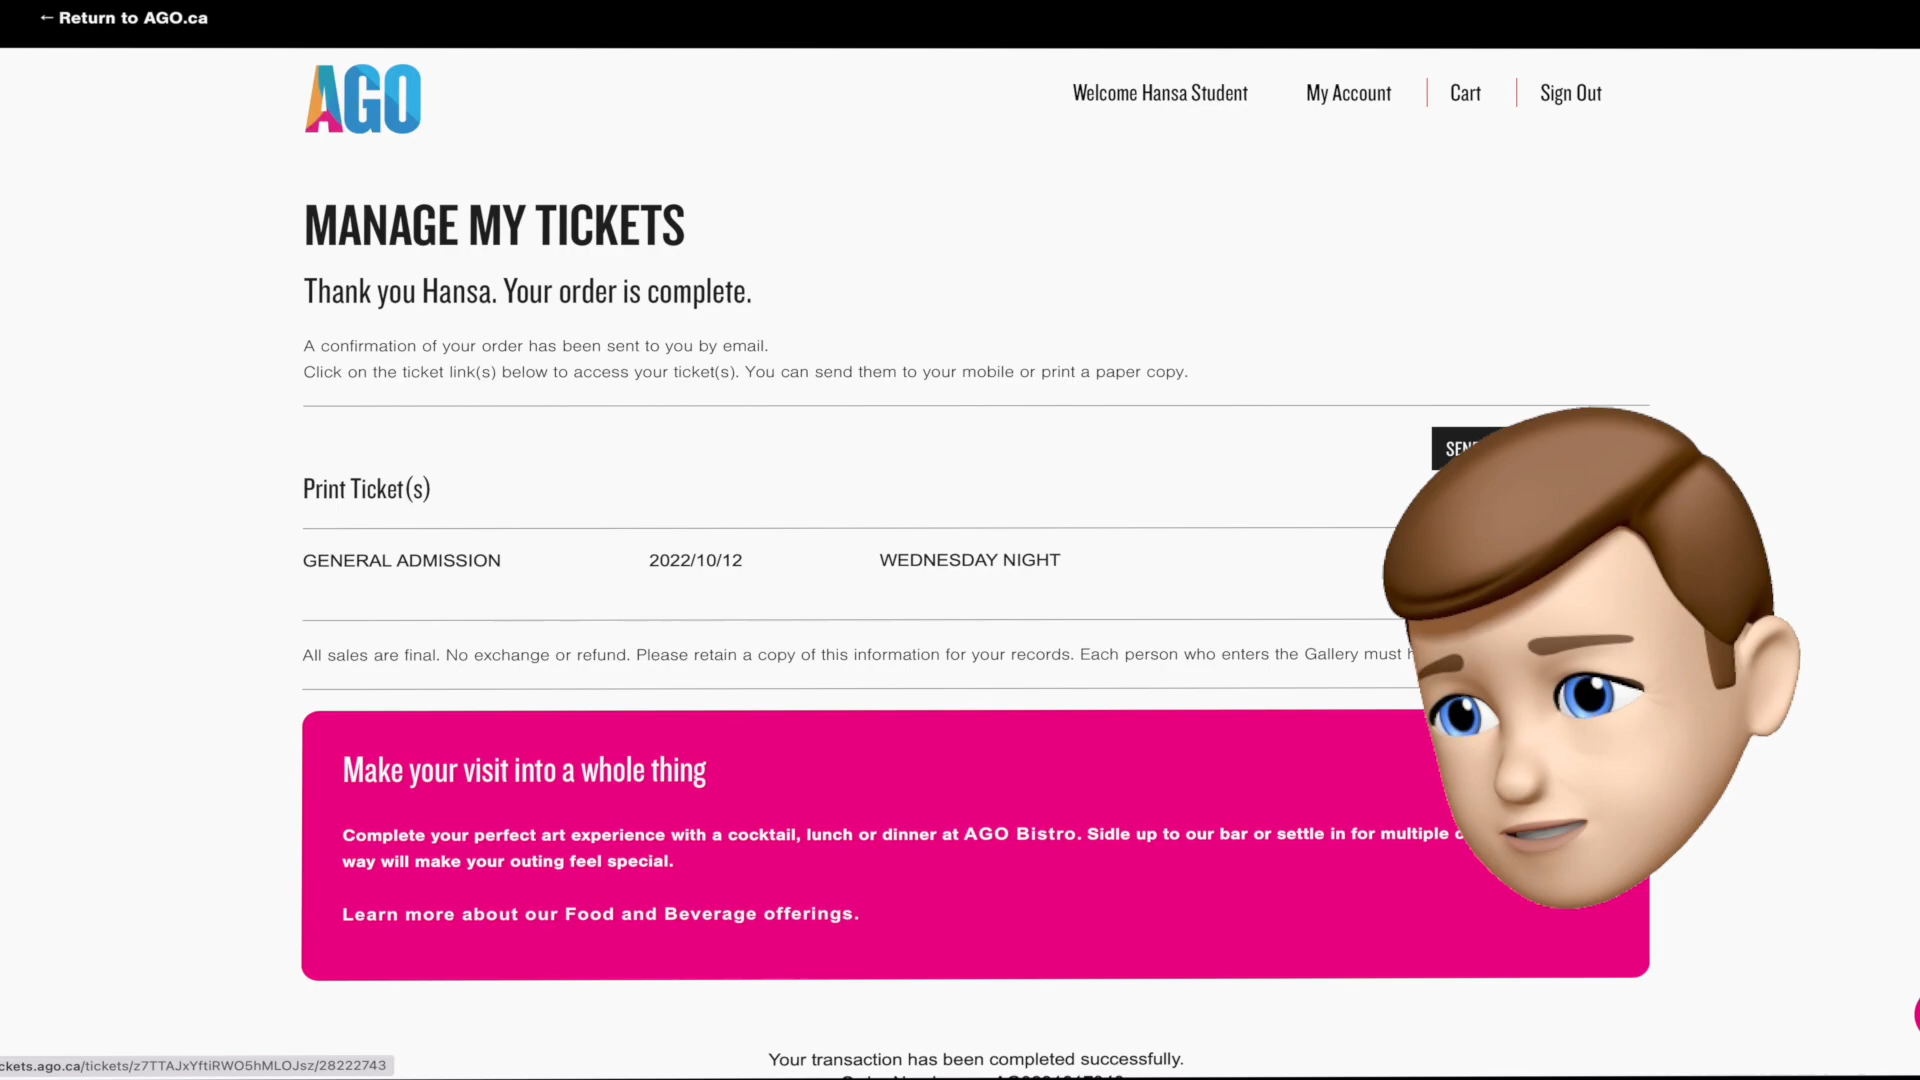 ← Return to AGO.ca
AGO
Welcome Hansa Student
My Account
Cart
Sign Out
MANAGE MY TICKETS
Thank you Hansa. Your order is complete.
A confirmation of your order has been sent to you by email.
Click on the ticket link(s) below to access your ticket(s). You can send them to your mobile or print a paper copy.
Print Ticket(s)
GENERAL ADMISSION 2022/10/12 WEDNESDAY NIGHT
All sales are final. No exchange or refund. Please retain a copy of this information for your records. Each person who enters the Gallery must
Make your visit into a whole thing
Complete your perfect art experience with a cocktail, lunch or dinner at AGO Bistro. Sidle up to our bar or settle in for multiple
way will make your outing feel special.
Learn more about our Food and Beverage offerings.
Your transaction has been completed successfully.
ckets.ago.ca/tickets/z7TTAJxYftiRWO5hMLOJsz/28222743